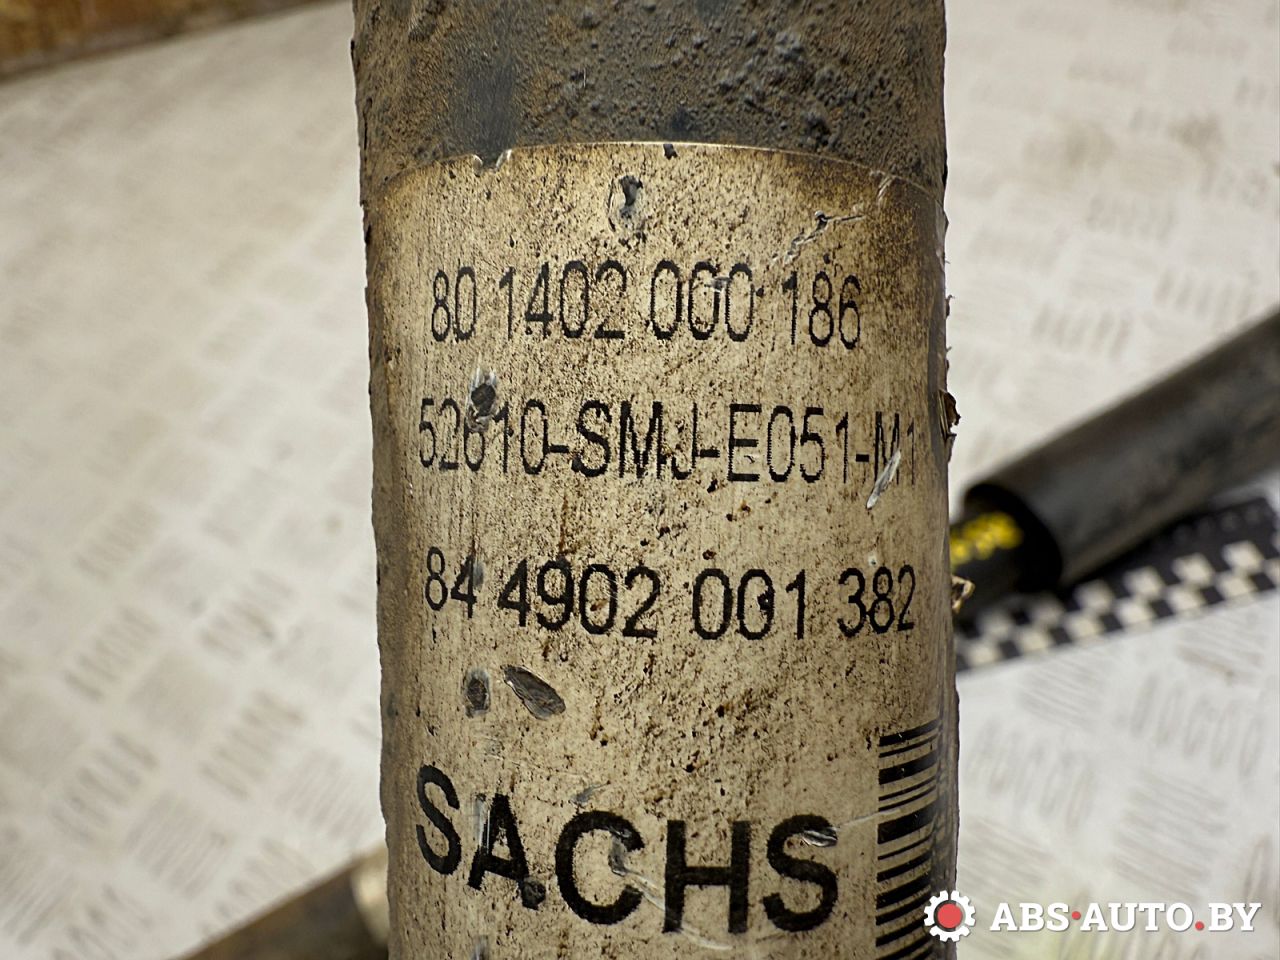 80 1402 000 186
52610-SMJ-E051-M1
84 4902 001 382
SACHS
ABS-AUTO.BY